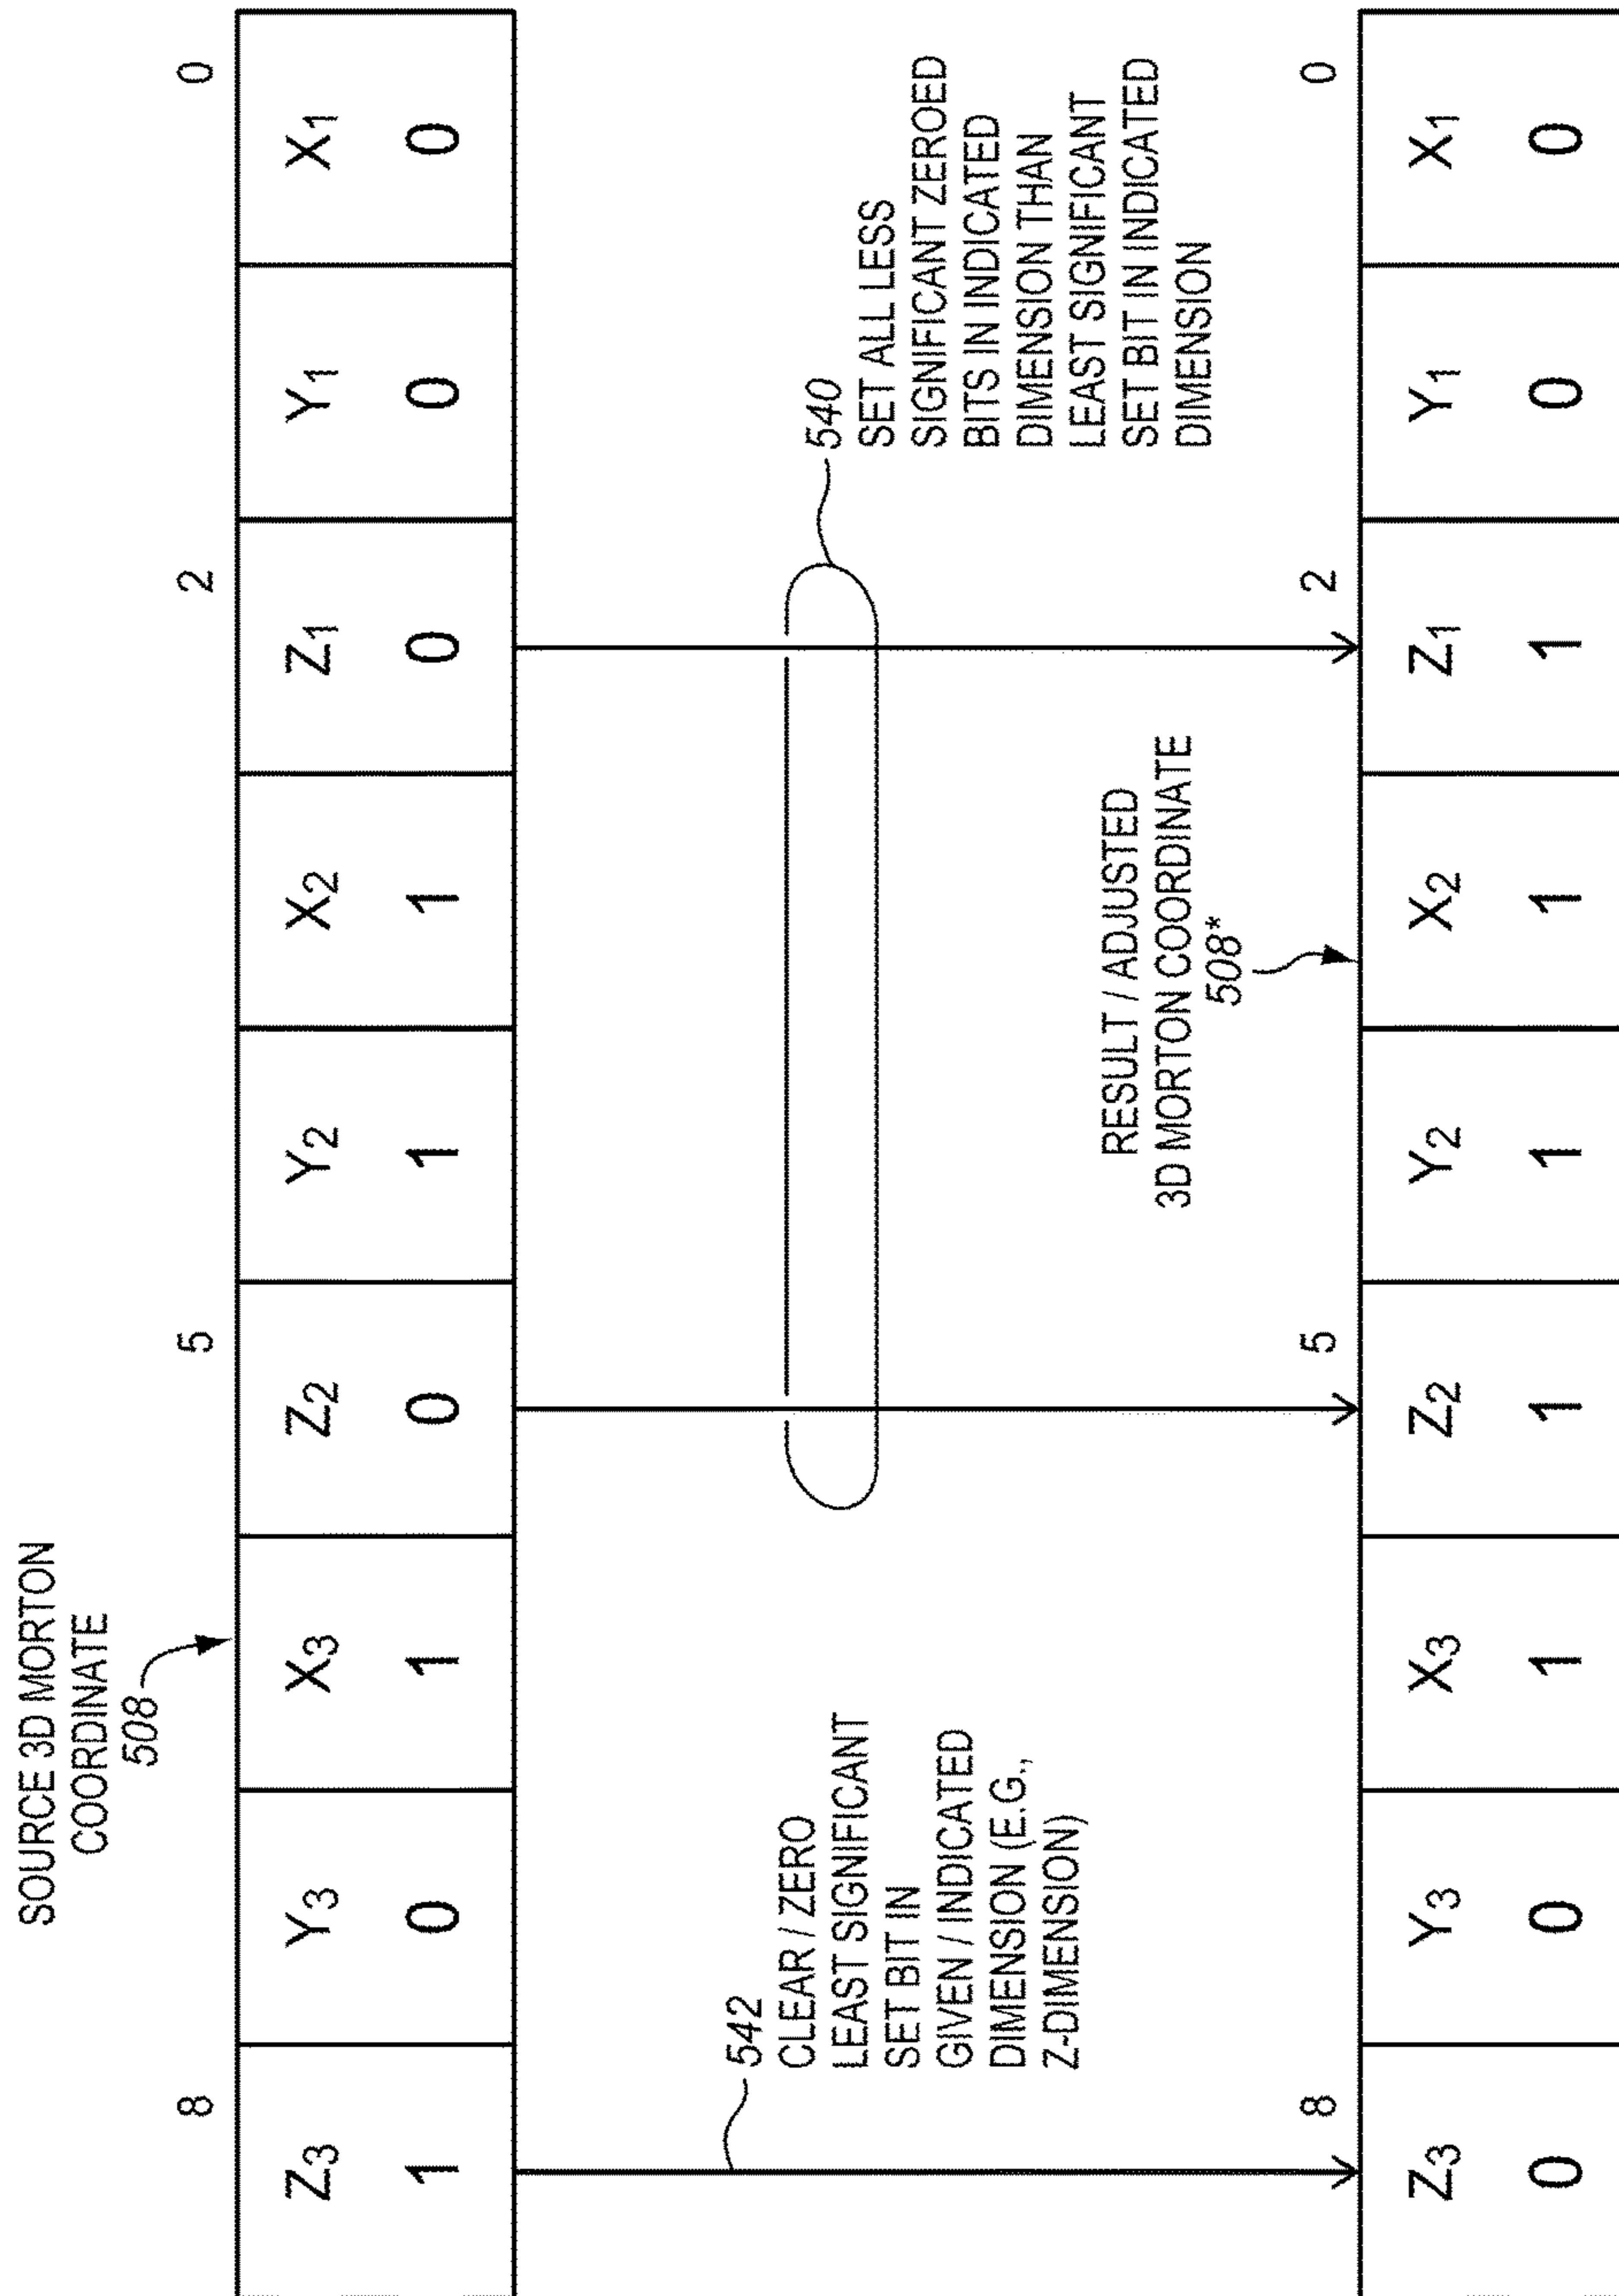 SOURCE 3D MORTON
COORDINATE
508
8 5 2 0
Z3 Y3 X3 Z2 Y2 X2 Z1 Y1 X1
1 0 1 0 1 1 0 0 0
542
CLEAR / ZERO
LEAST SIGNIFICANT
SET BIT IN
GIVEN / INDICATED
DIMENSION (E.G.,
Z-DIMENSION)
540
SET ALL LESS
SIGNIFICANT ZEROED
BITS IN INDICATED
DIMENSION THAN
LEAST SIGNIFICANT
SET BIT IN INDICATED
DIMENSION
RESULT / ADJUSTED
3D MORTON COORDINATE
508*
8 5 2 0
Z3 Y3 X3 Z2 Y2 X2 Z1 Y1 X1
0 0 1 1 1 1 1 0 0